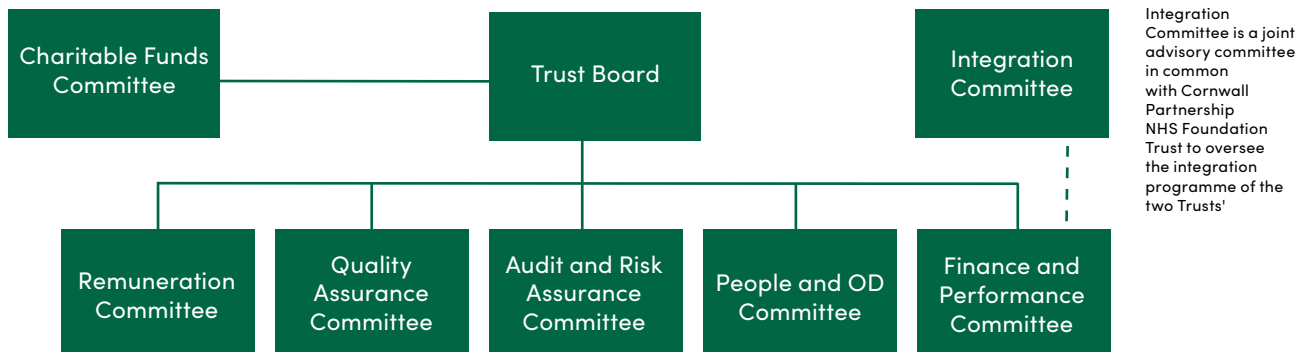 Charitable Funds
Committee
Trust Board
Integration
Committee
Integration
Committee is a joint
advisory committee
in common
with Cornwall
Partnership
NHS Foundation
Trust to oversee
the integration
programme of the
two Trusts'
Remuneration
Committee
Quality
Assurance
Committee
Audit and Risk
Assurance
Committee
People and OD
Committee
Finance and
Performance
Committee